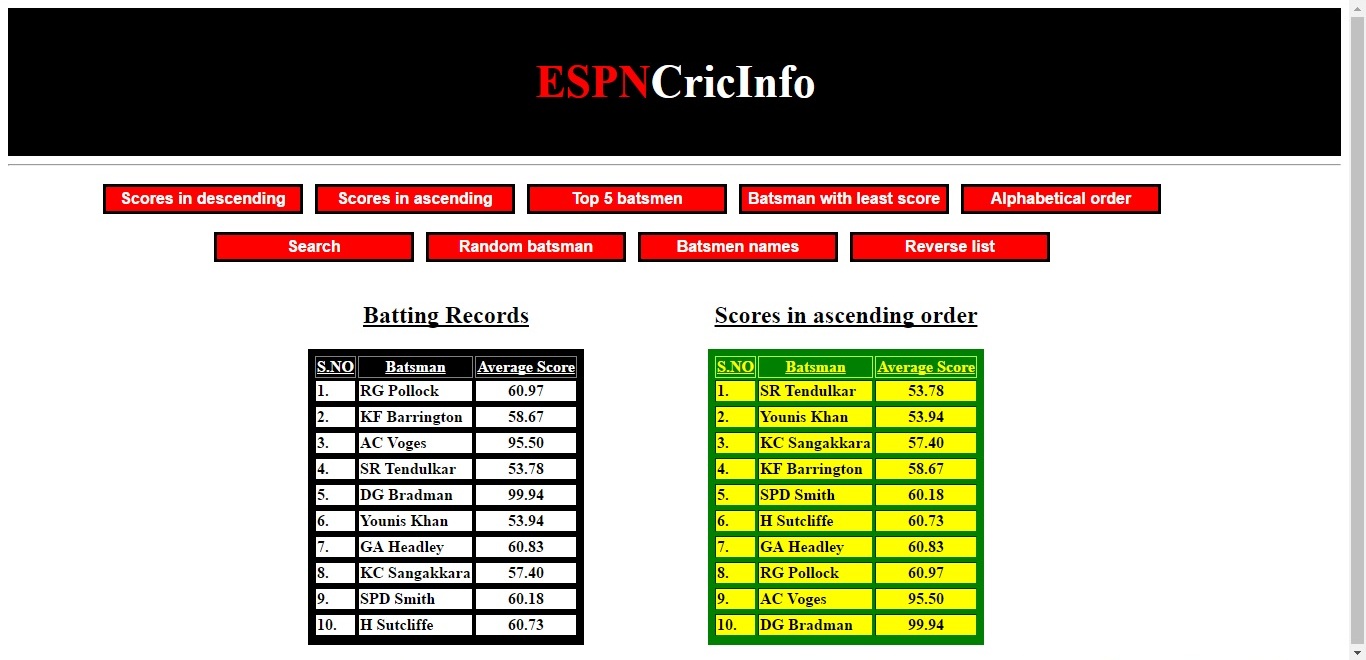 ESPNCricInfo
Scores in descending Scores in ascending Top 5 batsmen Batsman with least score Alphabetical order
Search Random batsman Batsmen names Reverse list
Batting Records
S.NO Batsman Average Score
1. RG Pollock 60.97
2. KF Barrington 58.67
3. AC Voges 95.50
4. SR Tendulkar 53.78
5. DG Bradman 99.94
6. Younis Khan 53.94
7. GA Headley 60.83
8. KC Sangakkara 57.40
9. SPD Smith 60.18
10. H Sutcliffe 60.73
Scores in ascending order
S.NO Batsman Average Score
1. SR Tendulkar 53.78
2. Younis Khan 53.94
3. KC Sangakkara 57.40
4. KF Barrington 58.67
5. SPD Smith 60.18
6. H Sutcliffe 60.73
7. GA Headley 60.83
8. RG Pollock 60.97
9. AC Voges 95.50
10. DG Bradman 99.94